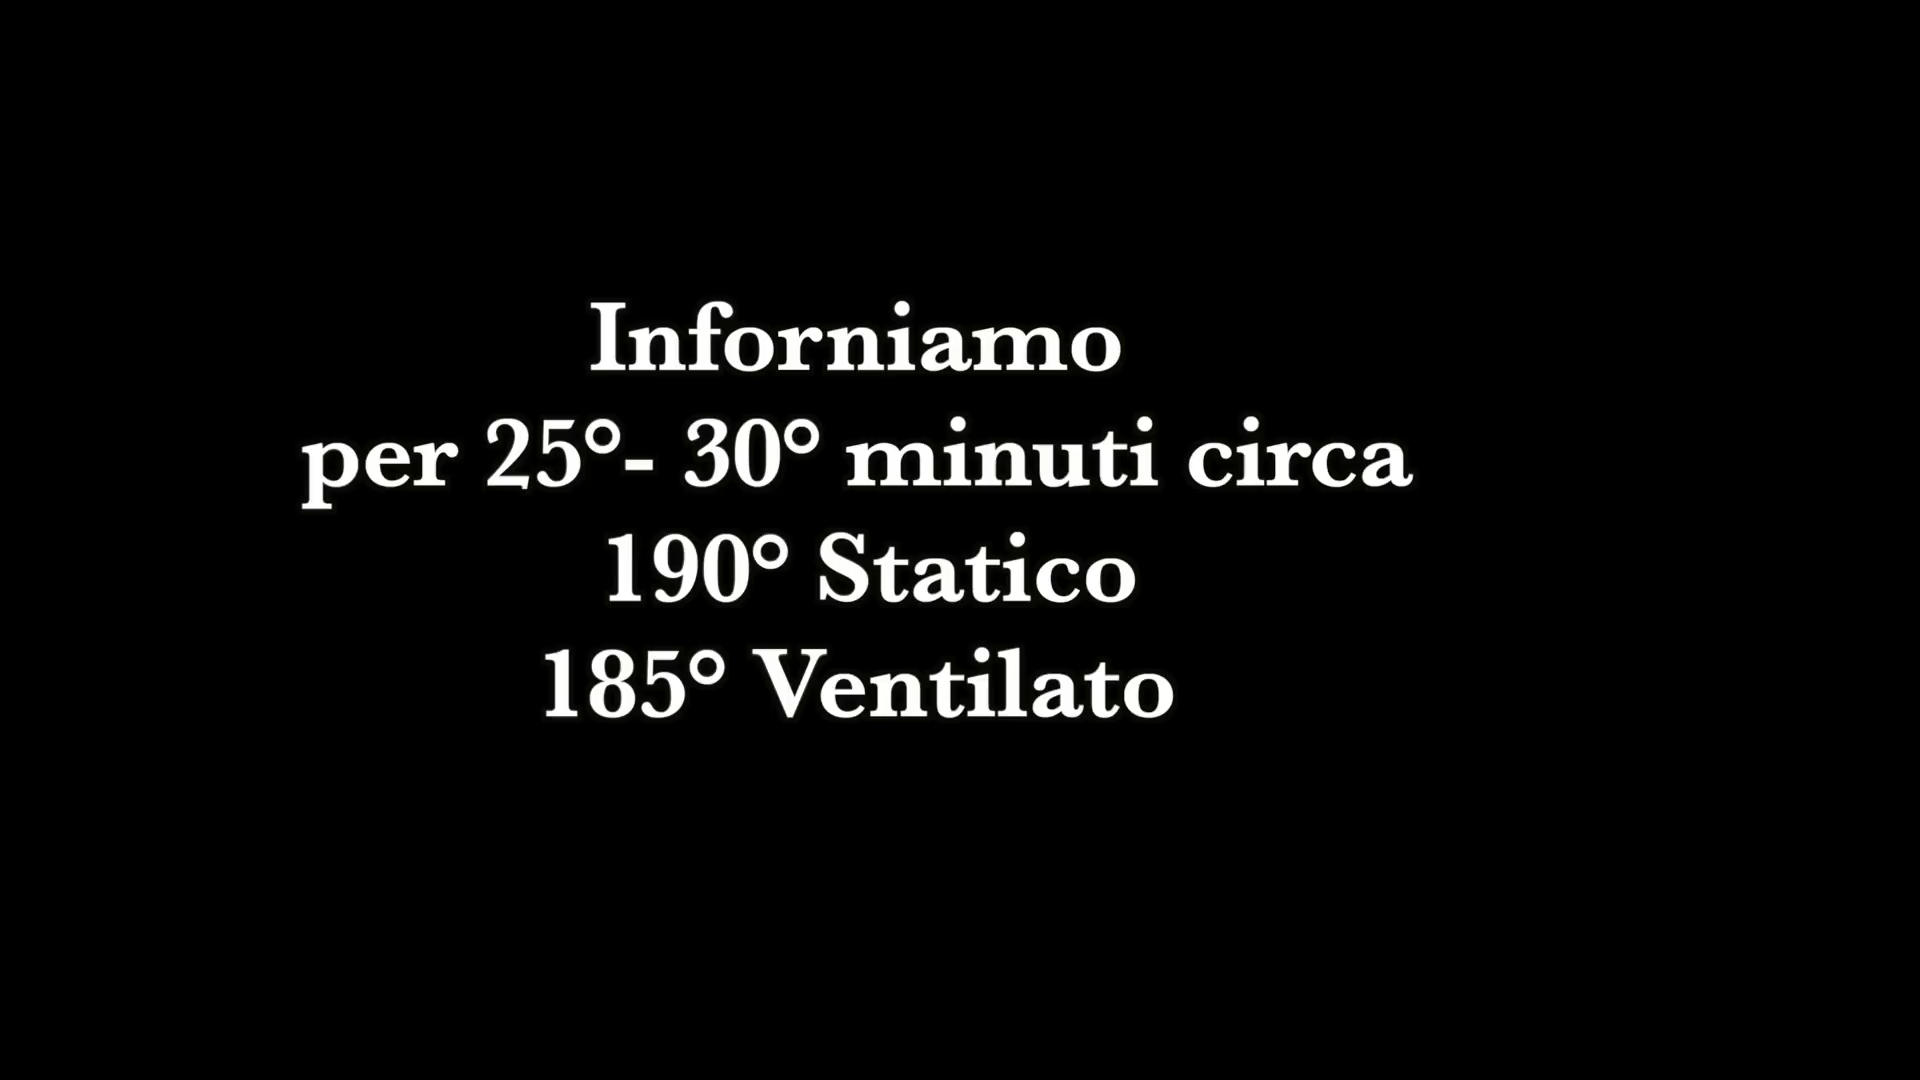 Inforniamo
per 25°- 30° minuti circa
190° Statico
185° Ventilato